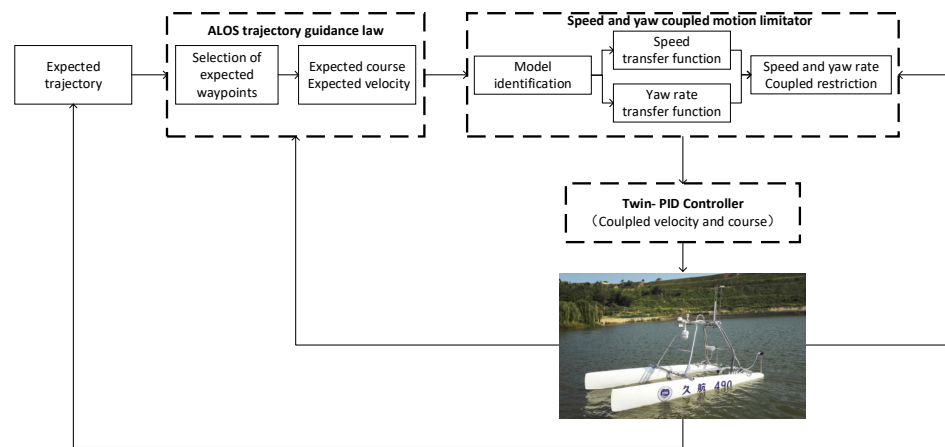 ALOS trajectory guidance law
Speed and yaw coupled motion limitator
Expected
trajectory
Selection of
expected
waypoints
Expected course
Expected velocity
Model
identification
Speed
transfer function
Yaw rate
transfer function
Speed and yaw rate
Coupled restriction
Twin- PID Controller
（Coulpled velocity and course）
久航 490